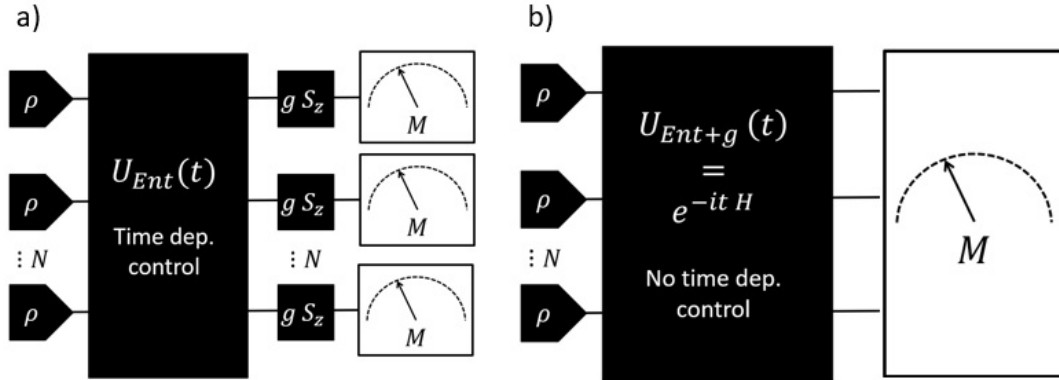 a)
ρ
ρ
⋮ N
ρ
U_Ent(t)
Time dep.
control
g S_z
g S_z
⋮ N
g S_z
M
M
M
b)
ρ
ρ
⋮ N
ρ
U_Ent+g (t)
=
e^-it H
No time dep.
control
M